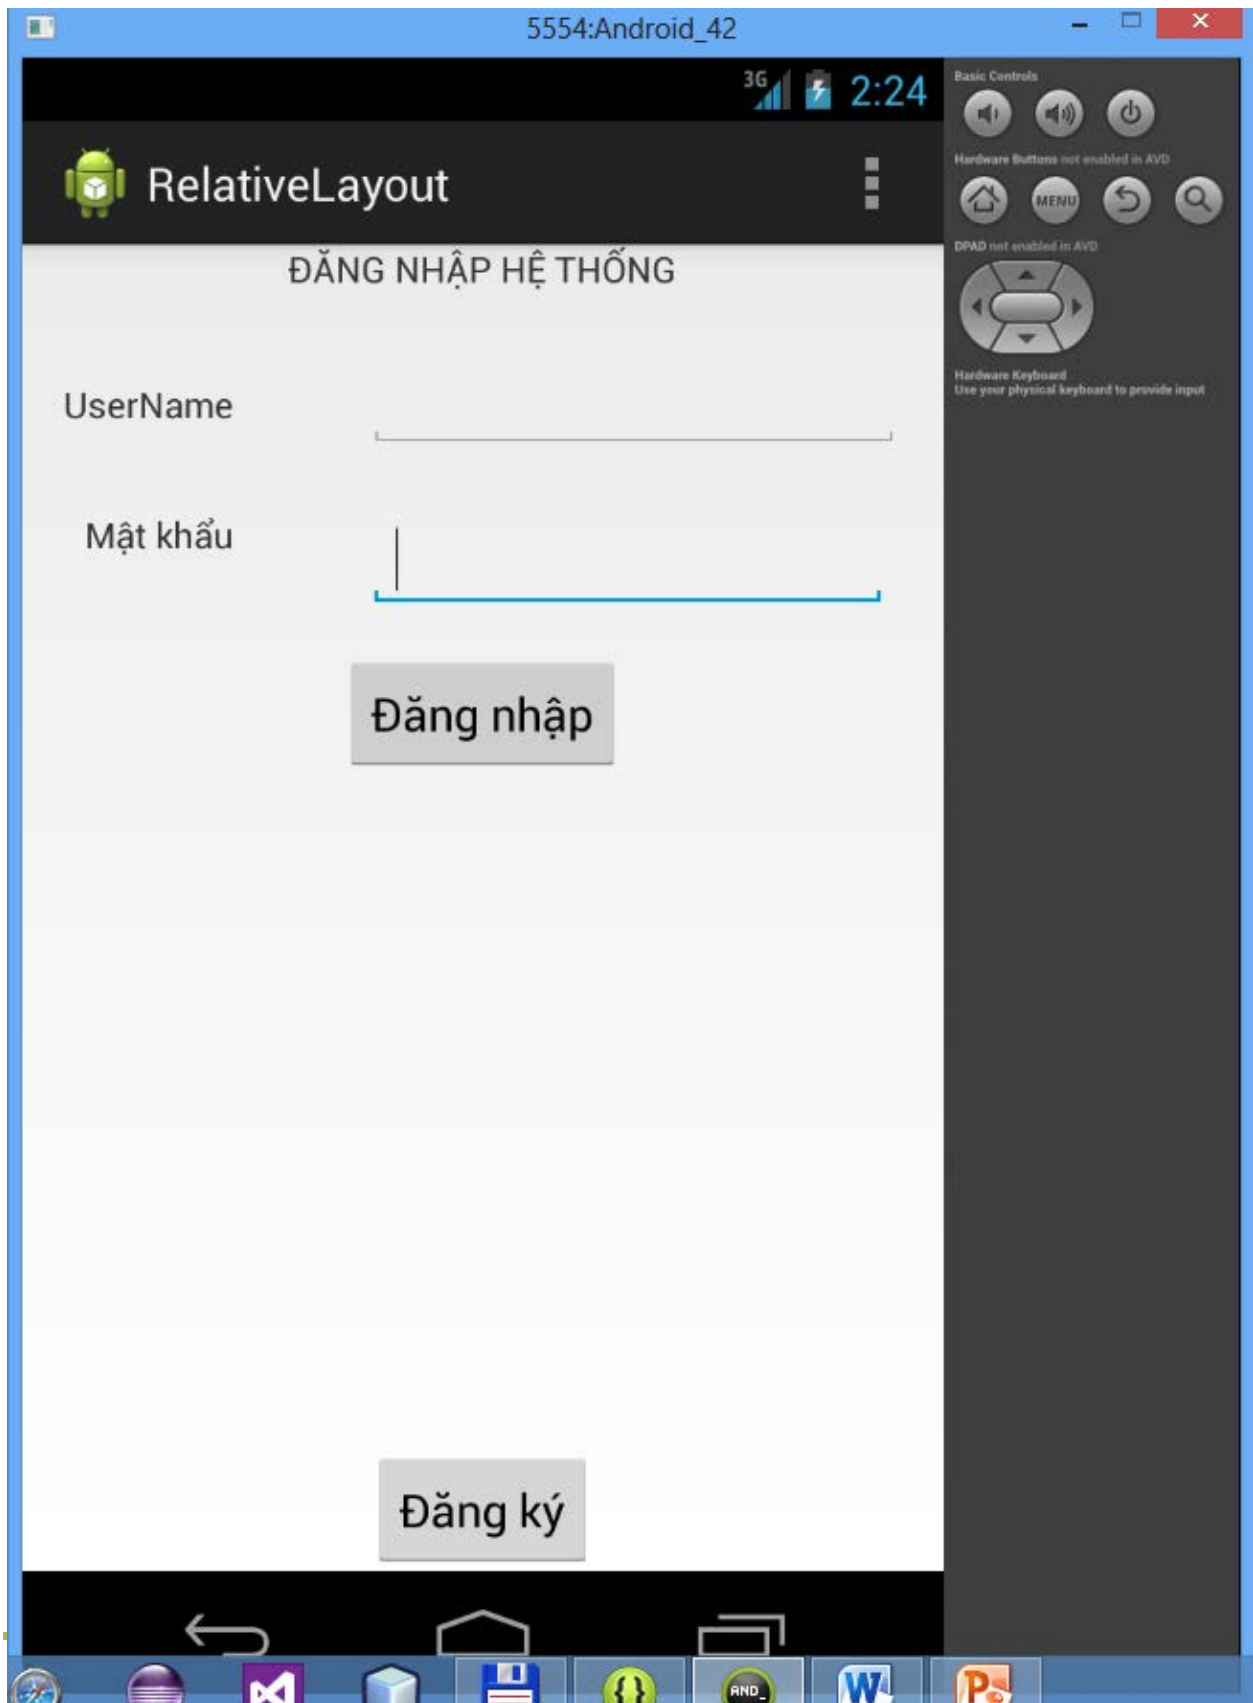 5554:Android_42
3G 2:24
RelativeLayout
ĐĂNG NHẬP HỆ THỐNG
UserName
Mật khẩu
Đăng nhập
Đăng ký
Basic Controls
Hardware Buttons not enabled in AVD
MENU
DPAD not enabled in AVD
Hardware Keyboard
Use your physical keyboard to provide input
{} AND_ W P